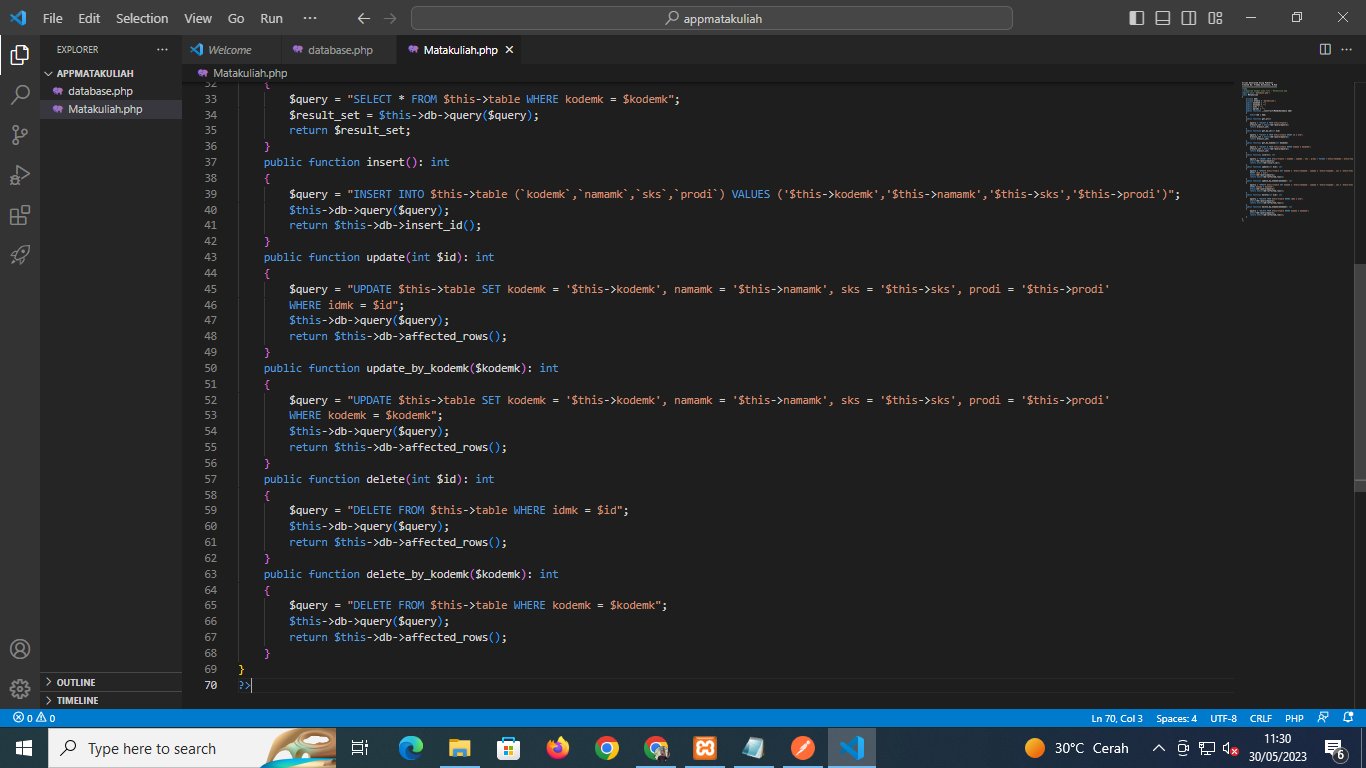 File Edit Selection View Go Run ··· appmatakuliah
EXPLORER ···
Welcome database.php Matakuliah.php
APPMATAKULIAH
database.php
Matakuliah.php
Matakuliah.php
32 {
33 $query = "SELECT * FROM $this->table WHERE kodemk = $kodemk";
34 $result_set = $this->db->query($query);
35 return $result_set;
36 }
37 public function insert(): int
38 {
39 $query = "INSERT INTO $this->table (`kodemk`,`namamk`,`sks`,`prodi`) VALUES ('$this->kodemk','$this->namamk','$this->sks','$this->prodi')";
40 $this->db->query($query);
41 return $this->db->insert_id();
42 }
43 public function update(int $id): int
44 {
45 $query = "UPDATE $this->table SET kodemk = '$this->kodemk', namamk = '$this->namamk', sks = '$this->sks', prodi = '$this->prodi'
46 WHERE idmk = $id";
47 $this->db->query($query);
48 return $this->db->affected_rows();
49 }
50 public function update_by_kodemk($kodemk): int
51 {
52 $query = "UPDATE $this->table SET kodemk = '$this->kodemk', namamk = '$this->namamk', sks = '$this->sks', prodi = '$this->prodi'
53 WHERE kodemk = $kodemk";
54 $this->db->query($query);
55 return $this->db->affected_rows();
56 }
57 public function delete(int $id): int
58 {
59 $query = "DELETE FROM $this->table WHERE idmk = $id";
60 $this->db->query($query);
61 return $this->db->affected_rows();
62 }
63 public function delete_by_kodemk($kodemk): int
64 {
65 $query = "DELETE FROM $this->table WHERE kodemk = $kodemk";
66 $this->db->query($query);
67 return $this->db->affected_rows();
68 }
69 }
70 ?>
OUTLINE
TIMELINE
0 0 Ln 70, Col 3 Spaces: 4 UTF-8 CRLF PHP
Type here to search 30°C Cerah 11:30
30/05/2023 6